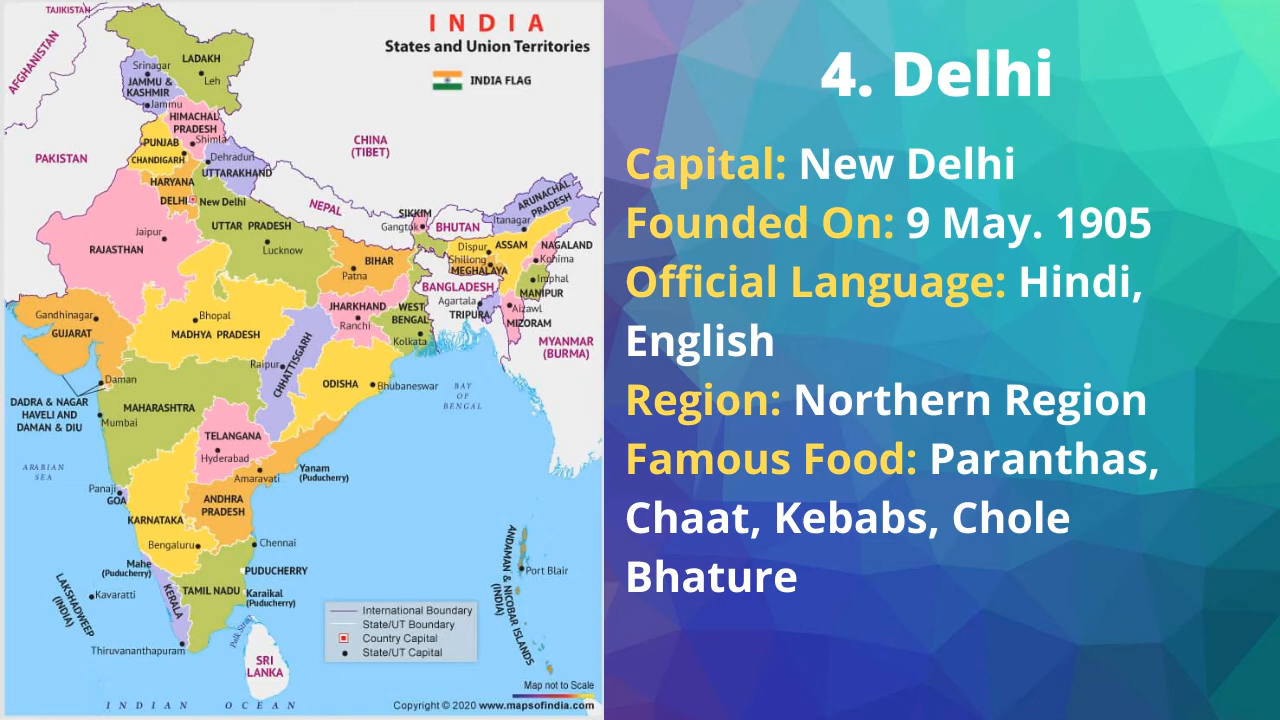 TAJIKISTAN
INDIA
States and Union Territories
INDIA FLAG
AFGHANISTAN
LADAKH
Srinagar
Leh
JAMMU &
KASHMIR
Jammu
HIMACHAL
PRADESH
Shimla
PUNJAB
CHANDIGARH
Dehradun
UTTARAKHAND
HARYANA
DELHI
New Delhi
PAKISTAN
CHINA
(TIBET)
NEPAL
SIKKIM
Gangtok
BHUTAN
ARUNACHAL
PRADESH
Itanagar
RAJASTHAN
Jaipur
UTTAR PRADESH
Lucknow
BIHAR
Patna
Dispur
ASSAM
NAGALAND
Kohima
Shillong
MEGHALAYA
Imphal
MANIPUR
BANGLADESH
Agartala
TRIPURA
Aizawl
MIZORAM
MYANMAR
(BURMA)
Gandhinagar
GUJARAT
Bhopal
MADHYA PRADESH
JHARKHAND
Ranchi
WEST
BENGAL
Kolkata
Raipur
CHHATTISGARH
ODISHA
Bhubaneswar
BAY
OF
BENGAL
Daman
DADRA & NAGAR
HAVELI AND
DAMAN & DIU
MAHARASHTRA
Mumbai
TELANGANA
Hyderabad
Amaravati
Yanam
(Puducherry)
ARABIAN
SEA
Panaji
GOA
KARNATAKA
ANDHRA
PRADESH
Bengaluru
Chennai
Mahe
(Puducherry)
PUDUCHERRY
TAMIL NADU
Karaikal
(Puducherry)
KERALA
LAKSHADWEEP
(INDIA)
Kavaratti
Thiruvananthapuram
Palk Strait
SRI
LANKA
ANDAMAN & NICOBAR ISLANDS
(INDIA)
Port Blair
International Boundary
State/UT Boundary
Country Capital
State/UT Capital
Map not to Scale
INDIAN OCEAN
Copyright © 2020 www.mapsofindia.com
4. Delhi
Capital: New Delhi
Founded On: 9 May. 1905
Official Language: Hindi,
English
Region: Northern Region
Famous Food: Paranthas,
Chaat, Kebabs, Chole
Bhature